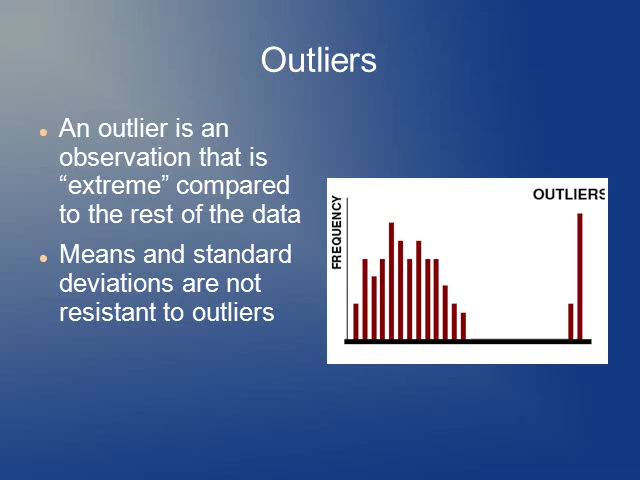 Outliers
An outlier is an
observation that is
“extreme” compared
to the rest of the data
Means and standard
deviations are not
resistant to outliers
OUTLIERS
FREQUENCY